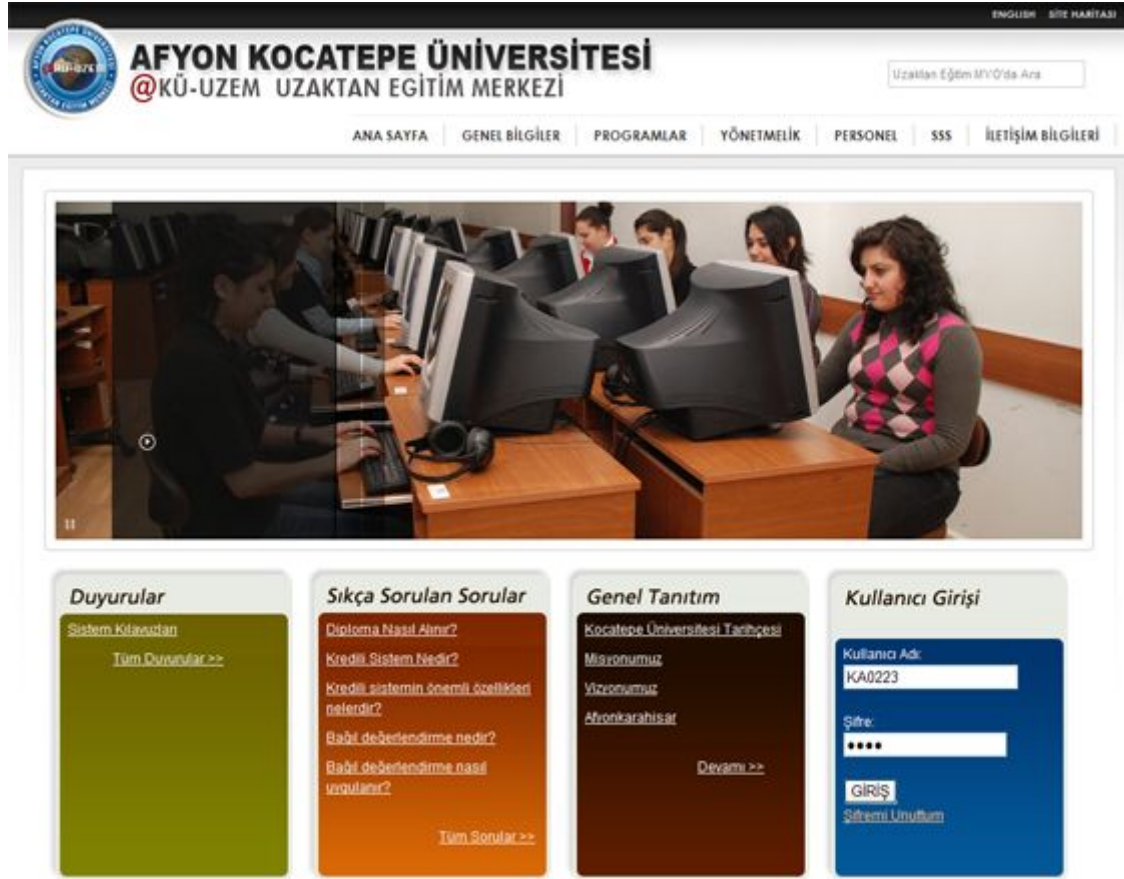 ENGLISH SİTE HARİTASI
AFYON KOCATEPE ÜNİVERSİTESİ
@KÜ-UZEM UZAKTAN EGİTİM MERKEZİ
Uzaktan Eğtim MYO'da Ara
ANA SAYFA GENEL BİLGİLER PROGRAMLAR YÖNETMELİK PERSONEL SSS İLETİŞİM BİLGİLERİ
Duyurular
Sistem Kılavuzları
Tüm Duyurular >>
Sıkça Sorulan Sorular
Diploma Nasıl Alınır?
Kredili Sistem Nedir?
Kredili sistemin önemli özellikleri
nelerdir?
Bağıl değerlendirme nedir?
Bağıl değerlendirme nasıl
uygulanır?
Tüm Sorular >>
Genel Tanıtım
Kocatepe Üniversitesi Tarihçesi
Misyonumuz
Vizyonumuz
Afyonkarahisar
Devamı >>
Kullanıcı Girişi
Kullanıcı Adı:
KA0223
Şifre:
••••
GİRİŞ
Şifremi Unuttum